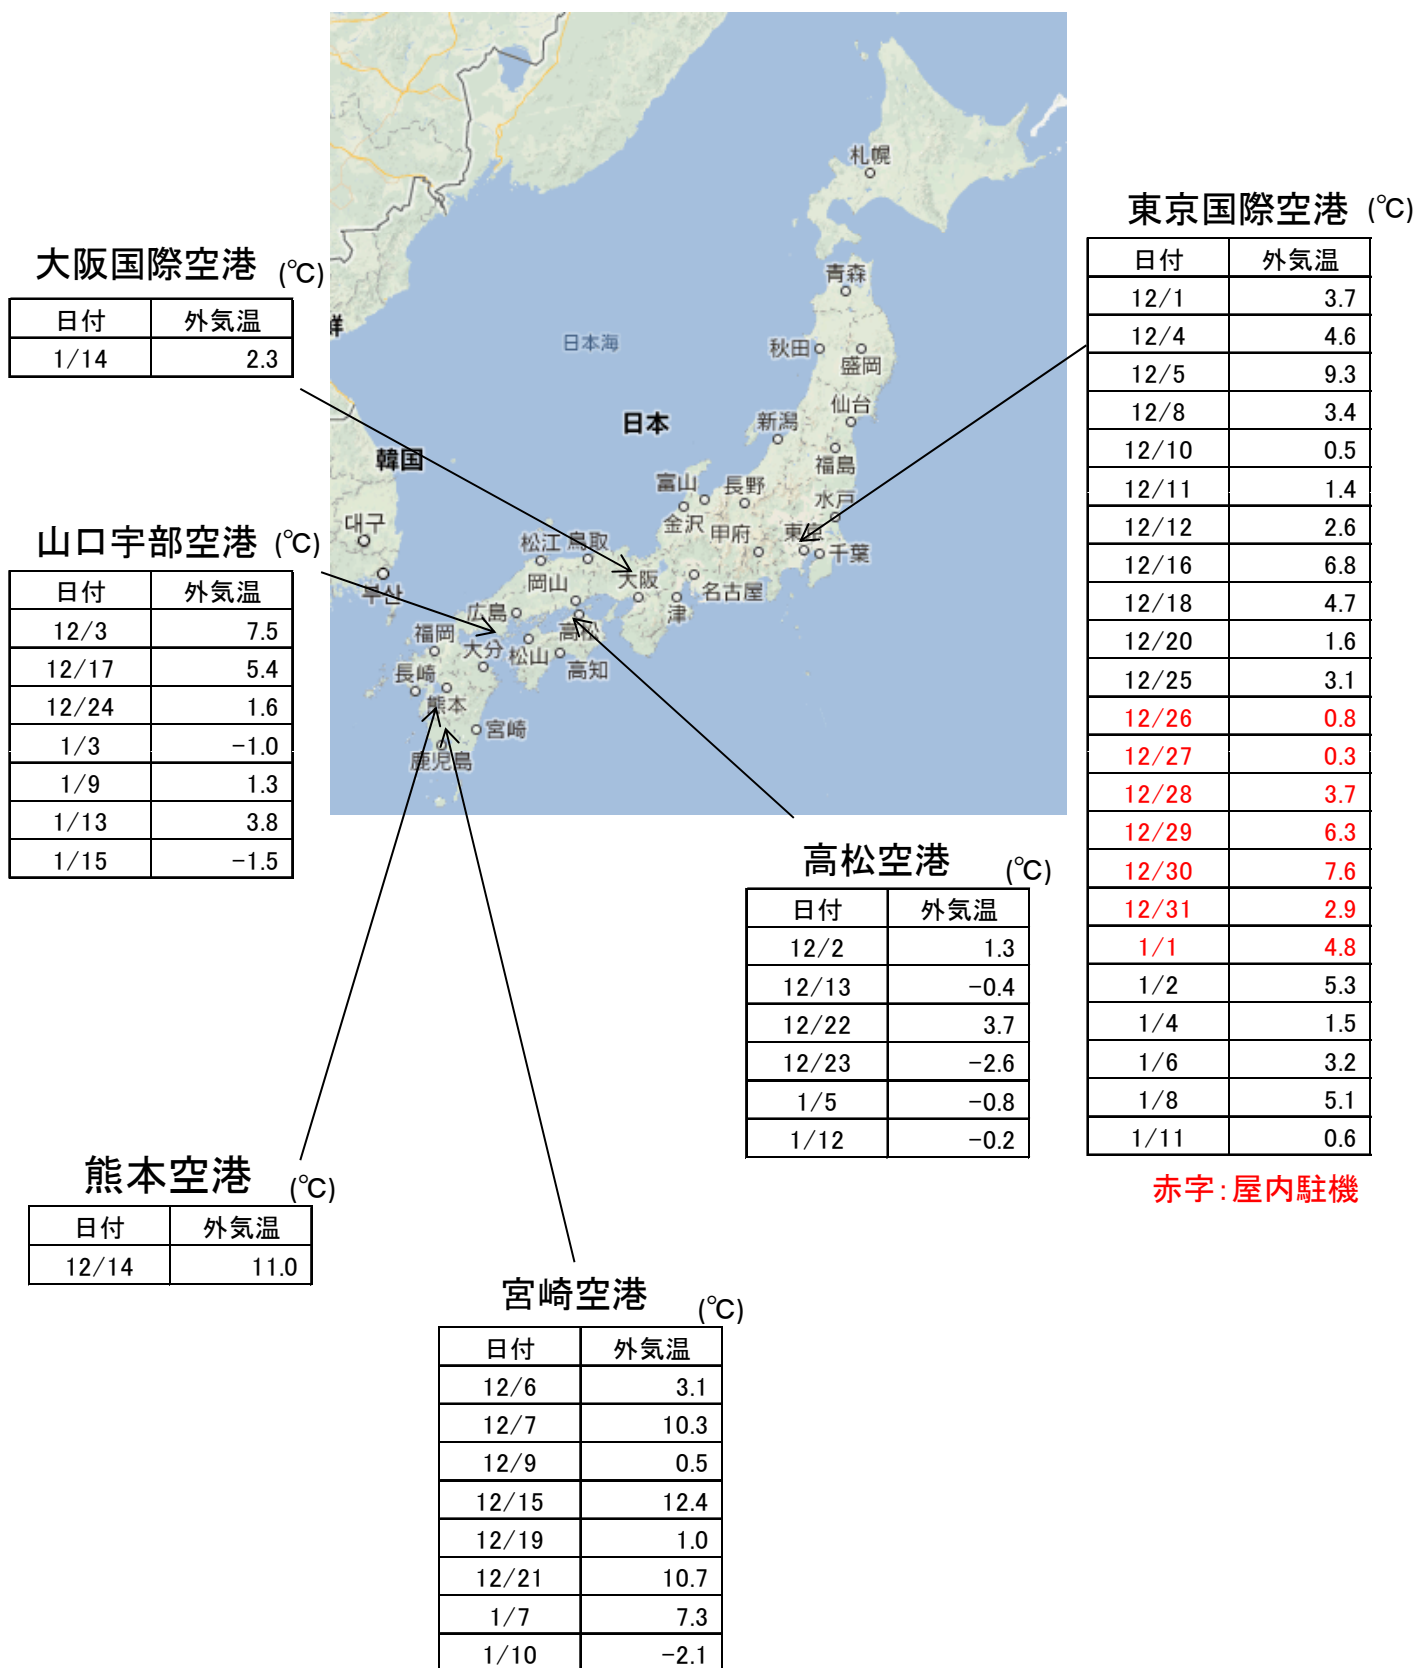 札幌
東京国際空港 (℃)
日付 外気温
12/1 3.7
12/4 4.6
12/5 9.3
12/8 3.4
12/10 0.5
12/11 1.4
12/12 2.6
12/16 6.8
12/18 4.7
12/20 1.6
12/25 3.1
12/26 0.8
12/27 0.3
12/28 3.7
12/29 6.3
12/30 7.6
12/31 2.9
1/1 4.8
1/2 5.3
1/4 1.5
1/6 3.2
1/8 5.1
1/11 0.6
赤字:屋内駐機
大阪国際空港 (℃)
日付 外気温
1/14 2.3
青森
鮮
日本海
秋田
盛岡
仙台
日本
新潟
韓国
福島
富山
長野
水戸
金沢
甲府
東京
千葉
대구
松江
鳥取
岡山
大阪
名古屋
부산
広島
津
福岡
高松
大分
松山
高知
長崎
熊本
宮崎
鹿児島
山口宇部空港 (℃)
日付 外気温
12/3 7.5
12/17 5.4
12/24 1.6
1/3 −1.0
1/9 1.3
1/13 3.8
1/15 −1.5
高松空港 (℃)
日付 外気温
12/2 1.3
12/13 −0.4
12/22 3.7
12/23 −2.6
1/5 −0.8
1/12 −0.2
熊本空港 (℃)
日付 外気温
12/14 11.0
宮崎空港 (℃)
日付 外気温
12/6 3.1
12/7 10.3
12/9 0.5
12/15 12.4
12/19 1.0
12/21 10.7
1/7 7.3
1/10 −2.1